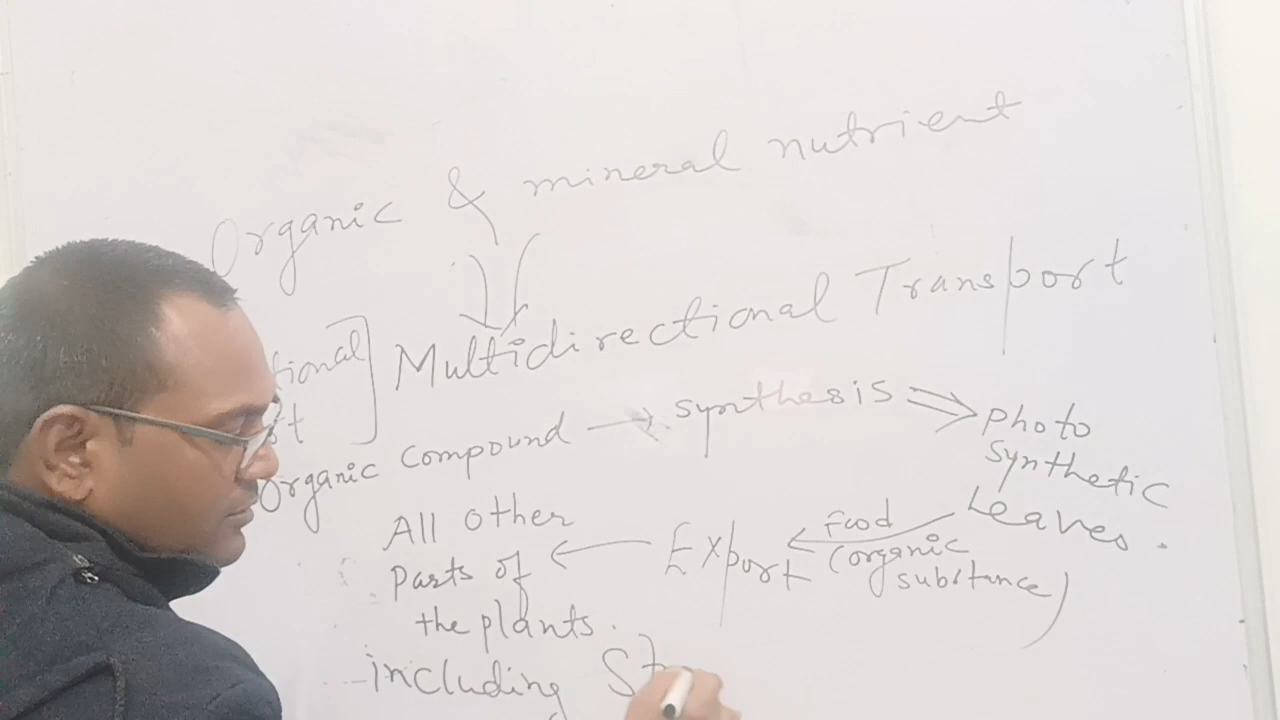 Organic & mineral nutrient
Multidirectional Transport
Organic compound → synthesis ⇒ photo
synthetic
Leaves.
Food
(organic
substance)
Export
All other
parts of
the plants.
including St